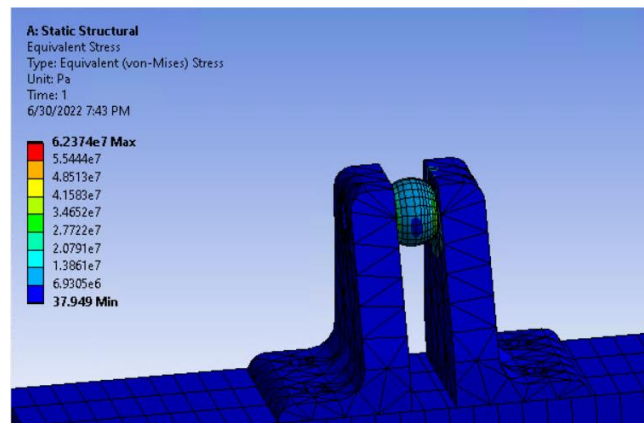 A: Static Structural
Equivalent Stress
Type: Equivalent (von-Mises) Stress
Unit: Pa
Time: 1
6/30/2022 7:43 PM
6.2374e7 Max
5.5444e7
4.8513e7
4.1583e7
3.4652e7
2.7722e7
2.0791e7
1.3861e7
6.9305e6
37.949 Min